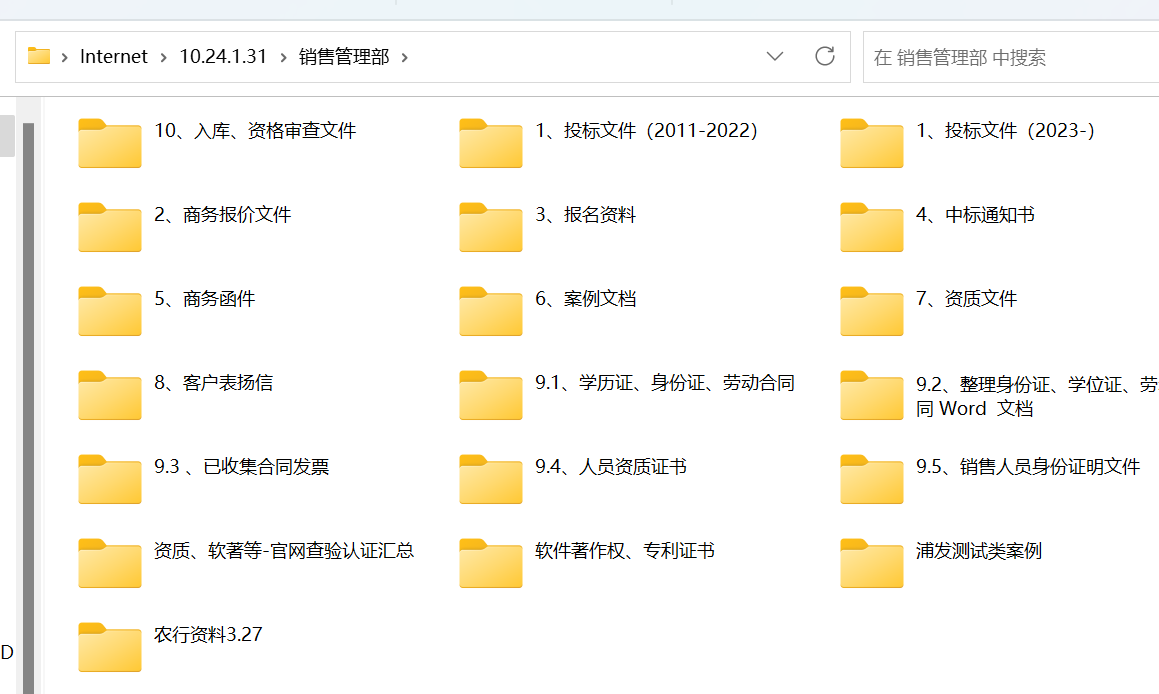 Internet › 10.24.1.31 › 销售管理部 ›
在 销售管理部 中搜索
10、入库、资格审查文件
1、投标文件（2011-2022）
1、投标文件（2023-）
2、商务报价文件
3、报名资料
4、中标通知书
5、商务函件
6、案例文档
7、资质文件
8、客户表扬信
9.1、学历证、身份证、劳动合同
9.2、整理身份证、学位证、劳
同 Word  文档
9.3 、已收集合同发票
9.4、人员资质证书
9.5、销售人员身份证明文件
资质、软著等-官网查验认证汇总
软件著作权、专利证书
浦发测试类案例
农行资料3.27
D